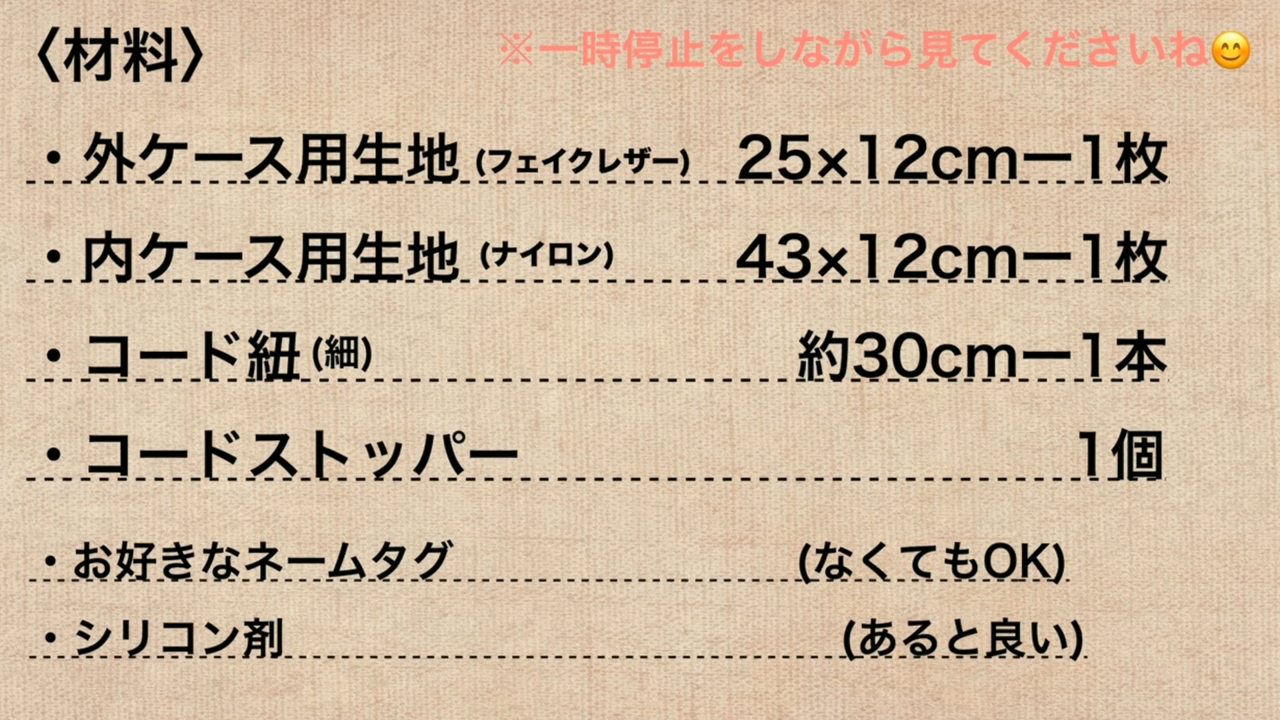 〈材料〉 ※一時停止をしながら見てくださいね😊
・外ケース用生地 (フェイクレザー) 25×12cmー1枚
・内ケース用生地 (ナイロン) 43×12cmー1枚
・コード紐 (細) 約30cmー1本
・コードストッパー 1個
・お好きなネームタグ (なくてもOK)
・シリコン剤 (あると良い)